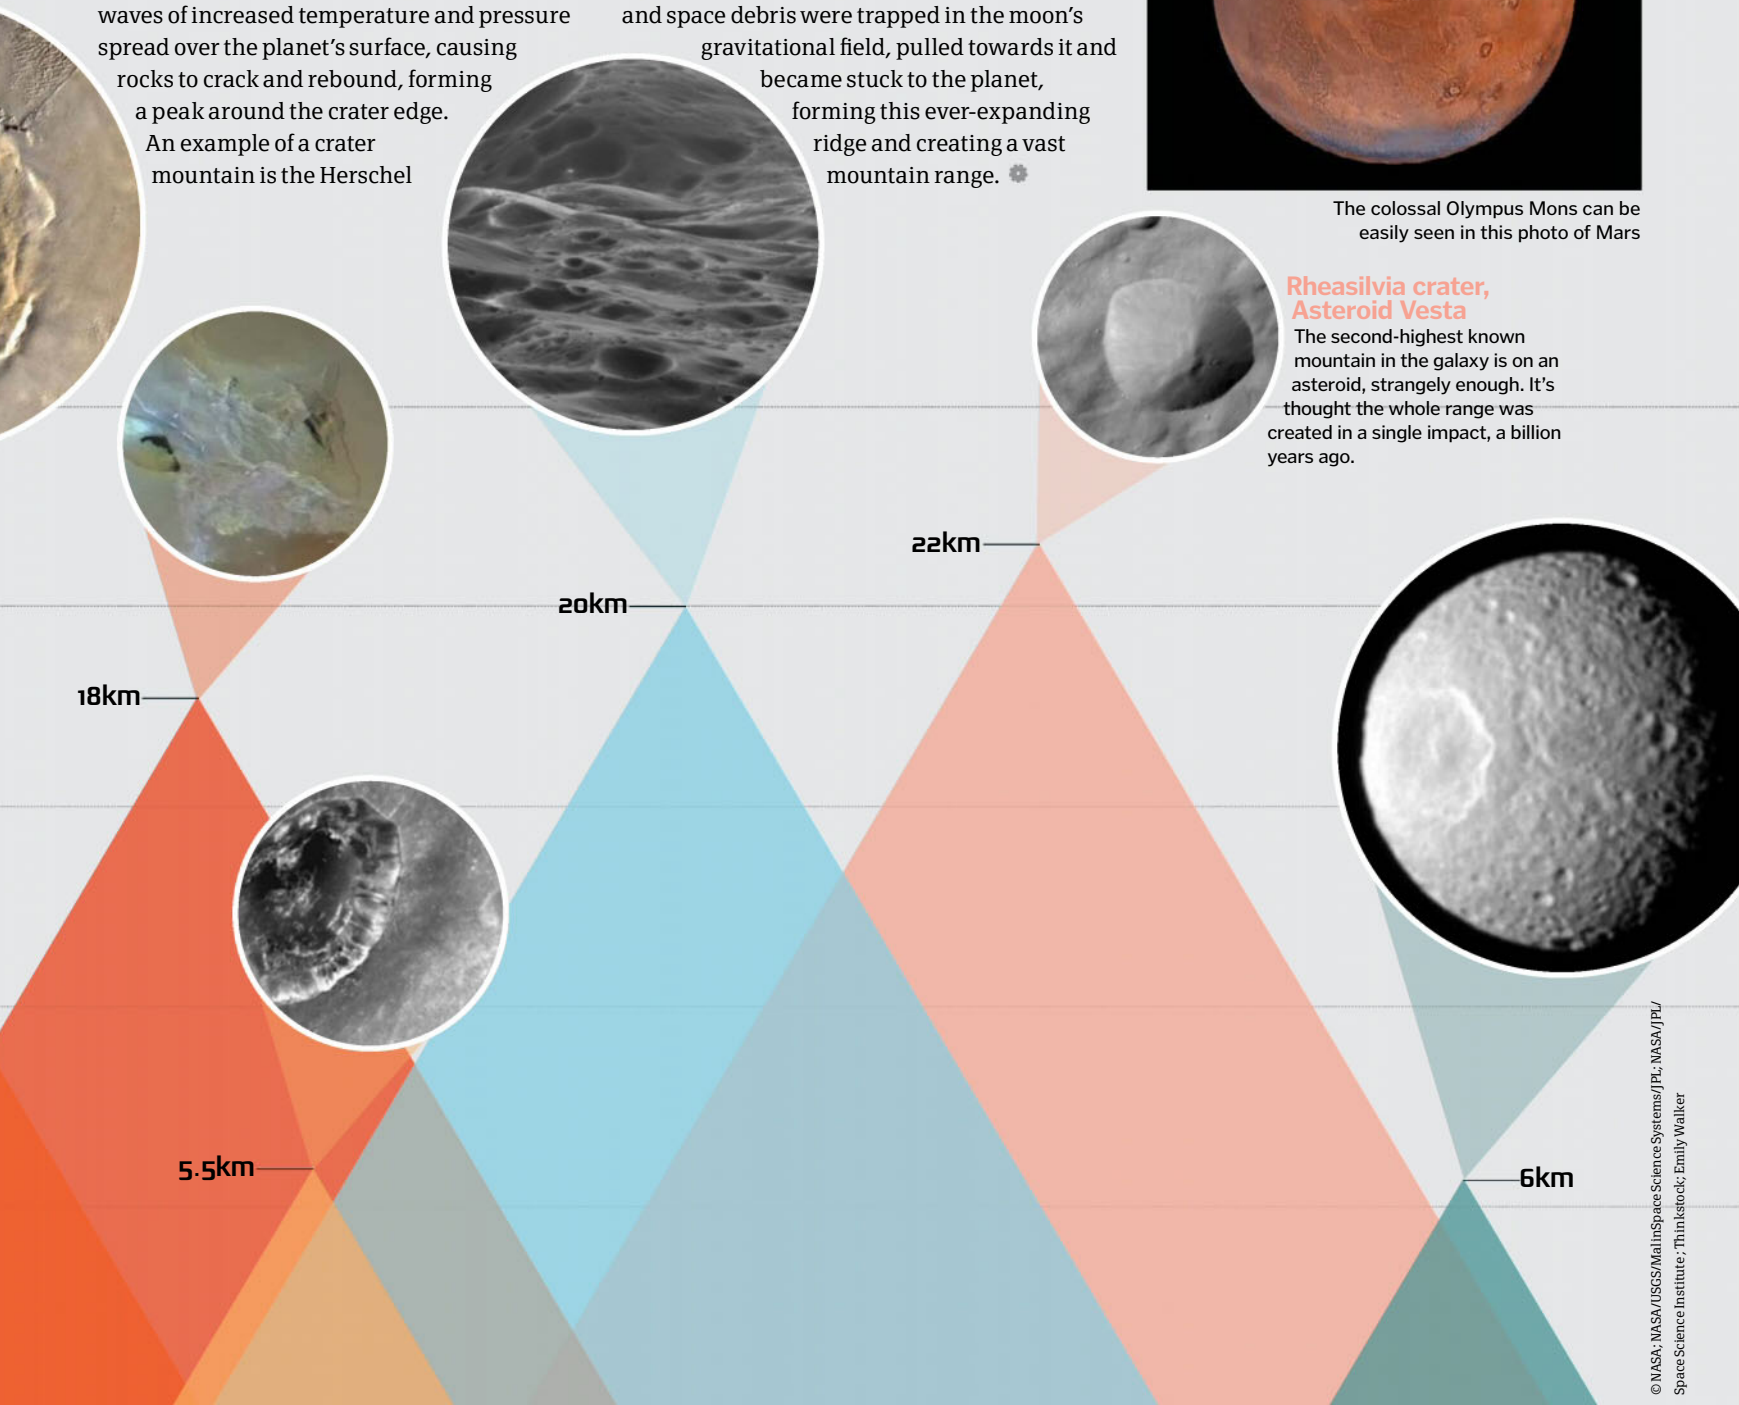 waves of increased temperature and pressure
spread over the planet's surface, causing
rocks to crack and rebound, forming
a peak around the crater edge.
An example of a crater
mountain is the Herschel
and space debris were trapped in the moon's
gravitational field, pulled towards it and
became stuck to the planet,
forming this ever-expanding
ridge and creating a vast
mountain range.
The colossal Olympus Mons can be
easily seen in this photo of Mars
Rheasilvia crater,
Asteroid Vesta
The second-highest known
mountain in the galaxy is on an
asteroid, strangely enough. It's
thought the whole range was
created in a single impact, a billion
years ago.
22km
20km
18km
5.5km
6km
© NASA; NASA/USGS/MalinSpace Science Systems/JPL; NASA/JPL/
Space Science Institute ; Thinkstock; Emily Walker